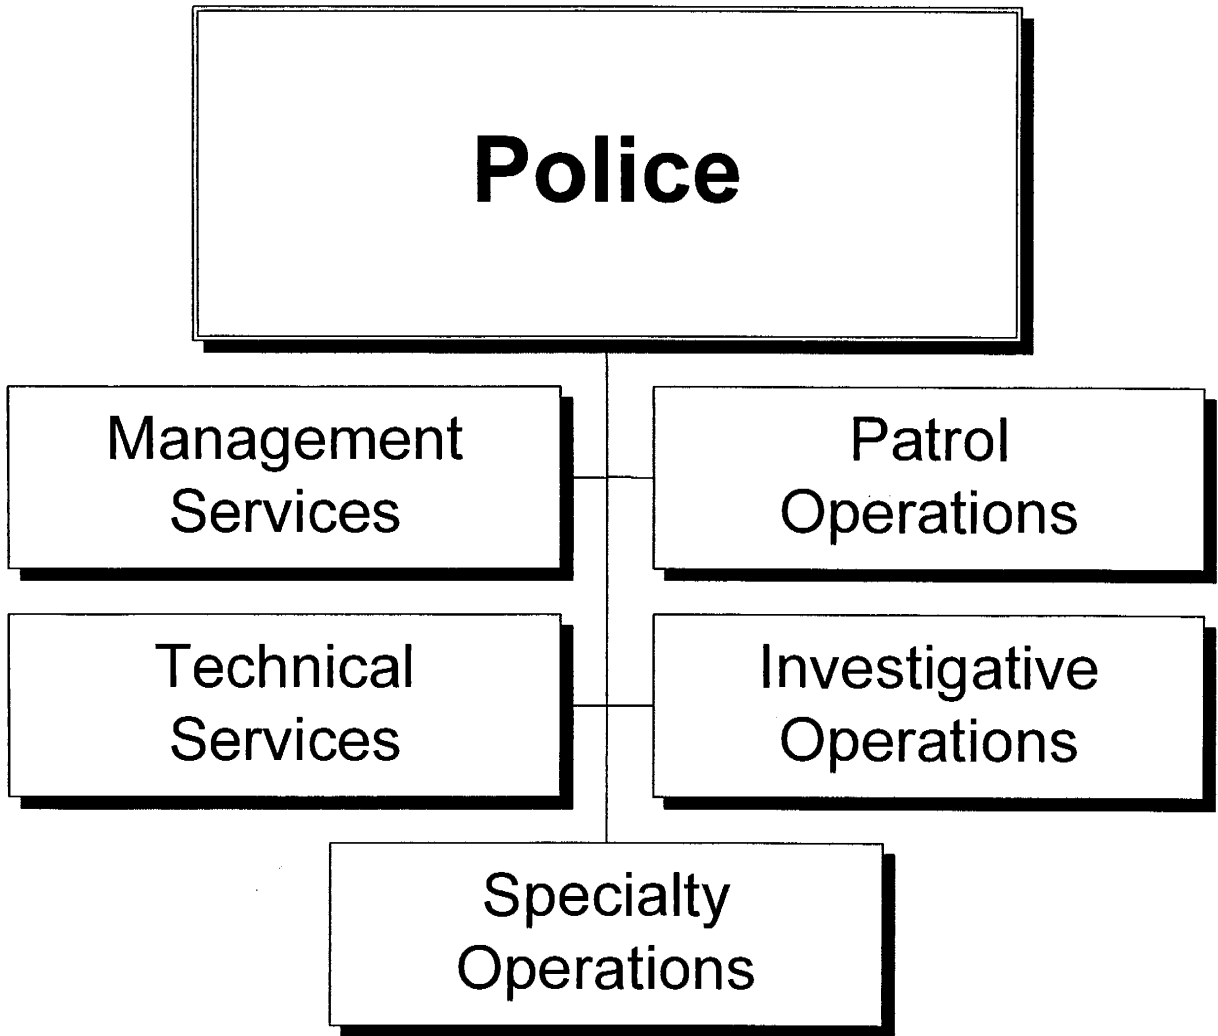 Police
Management
Services
Patrol
Operations
Technical
Services
Investigative
Operations
Specialty
Operations